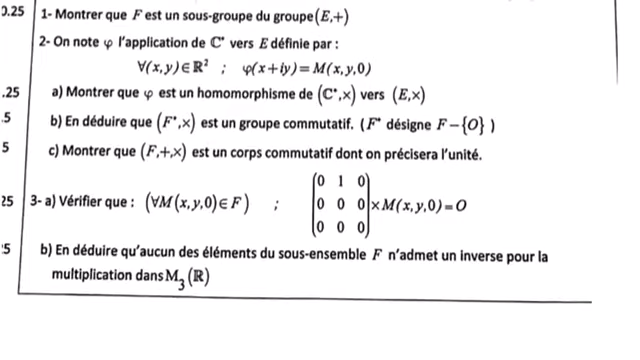 0.25 1- Montrer que F est un sous-groupe du groupe (E,+)
2- On note φ l'application de ℂ* vers E définie par :
∀(x,y)∈ℝ² ; φ(x+iy)=M(x,y,0)
.25 a) Montrer que φ est un homomorphisme de (ℂ*,×) vers (E,×)
.5 b) En déduire que (F*,×) est un groupe commutatif. (F* désigne F−{O} )
5 c) Montrer que (F,+,×) est un corps commutatif dont on précisera l'unité.
25 3- a) Vérifier que : (∀M(x,y,0)∈F) ; (0 1 0
0 0 0
0 0 0)×M(x,y,0)=O
'5 b) En déduire qu'aucun des éléments du sous-ensemble F n'admet un inverse pour la
multiplication dans M₃(ℝ)